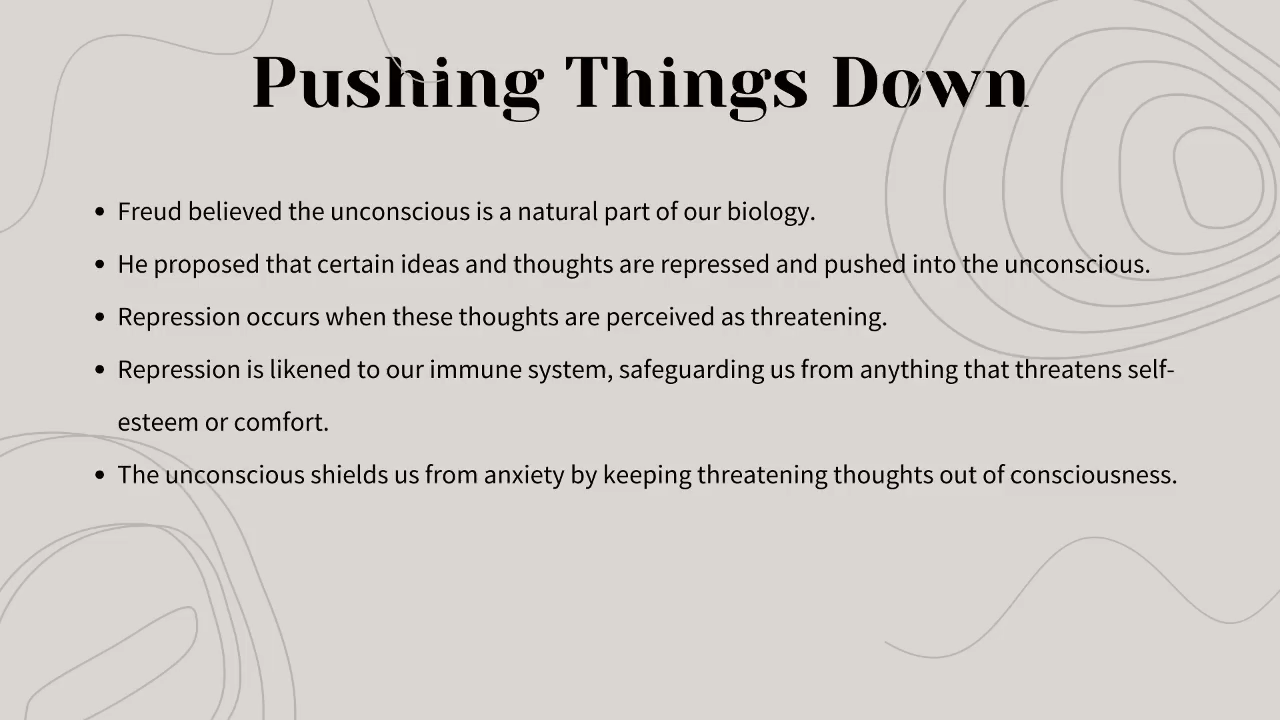 Pushing Things Down
• Freud believed the unconscious is a natural part of our biology.
• He proposed that certain ideas and thoughts are repressed and pushed into the unconscious.
• Repression occurs when these thoughts are perceived as threatening.
• Repression is likened to our immune system, safeguarding us from anything that threatens self-
esteem or comfort.
• The unconscious shields us from anxiety by keeping threatening thoughts out of consciousness.